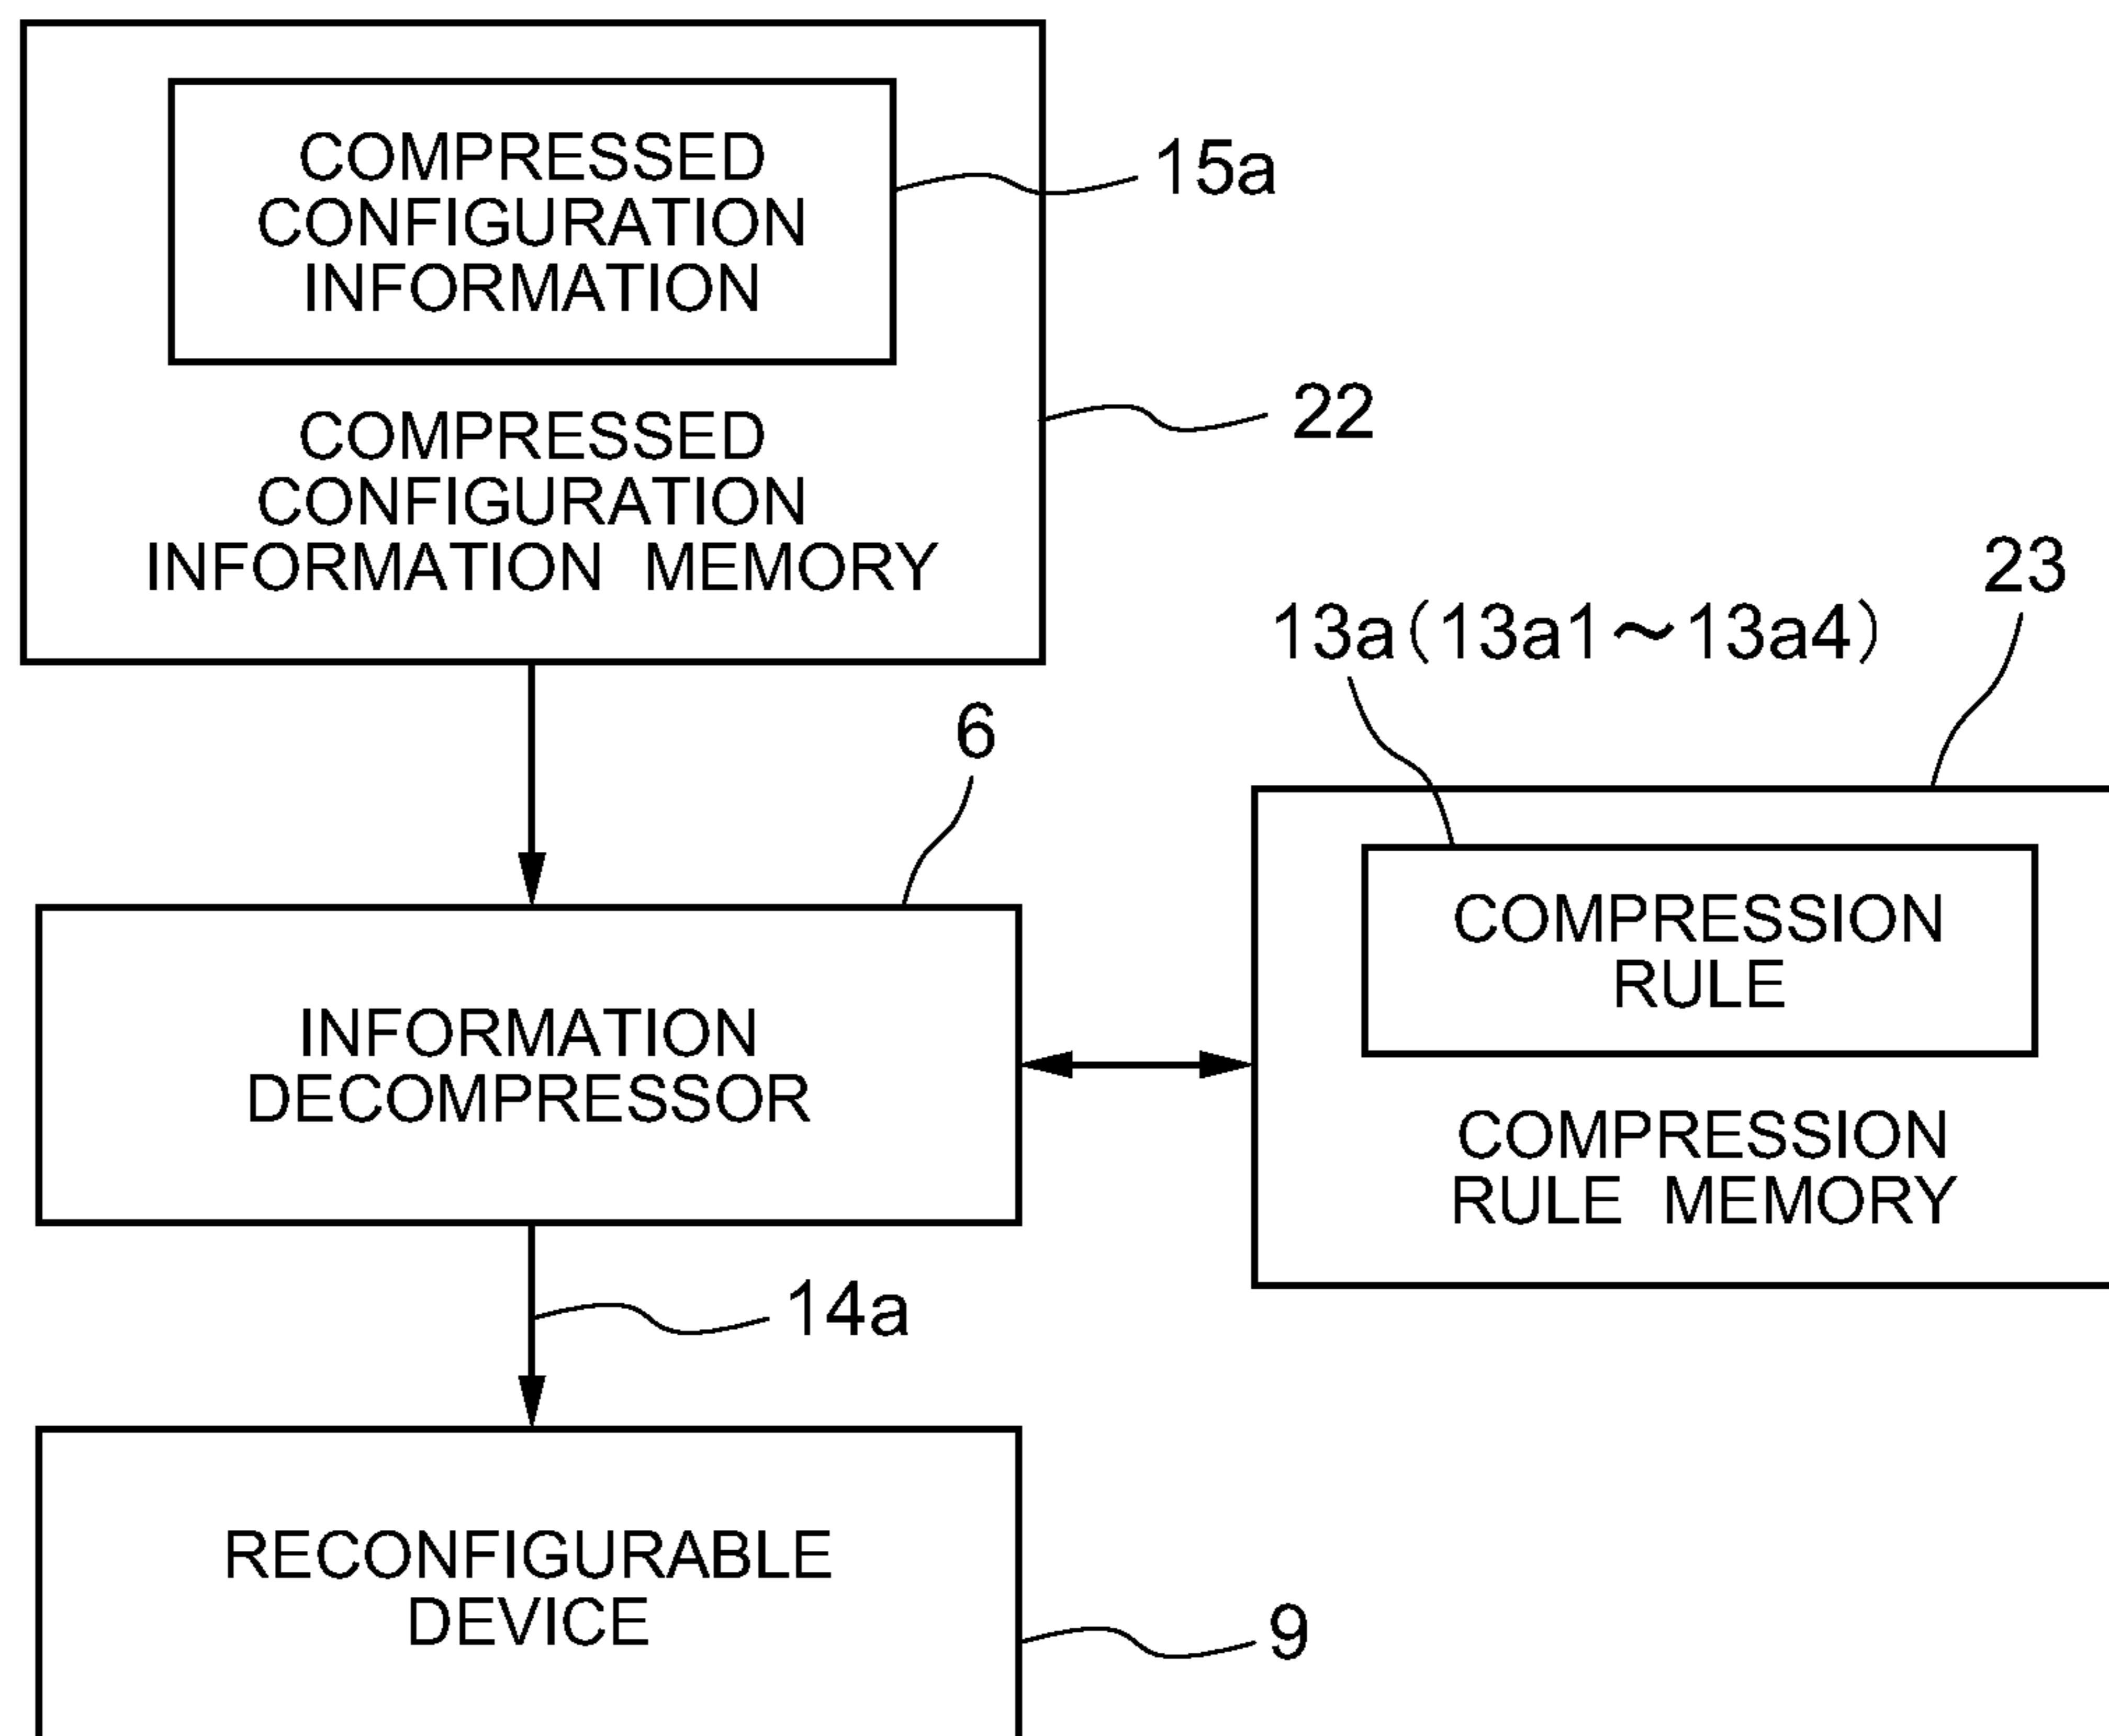 COMPRESSED
CONFIGURATION
INFORMATION
15a
COMPRESSED
CONFIGURATION
INFORMATION MEMORY
22
23
13a(13a1～13a4)
6
COMPRESSION
RULE
INFORMATION
DECOMPRESSOR
COMPRESSION
RULE MEMORY
14a
RECONFIGURABLE
DEVICE
9